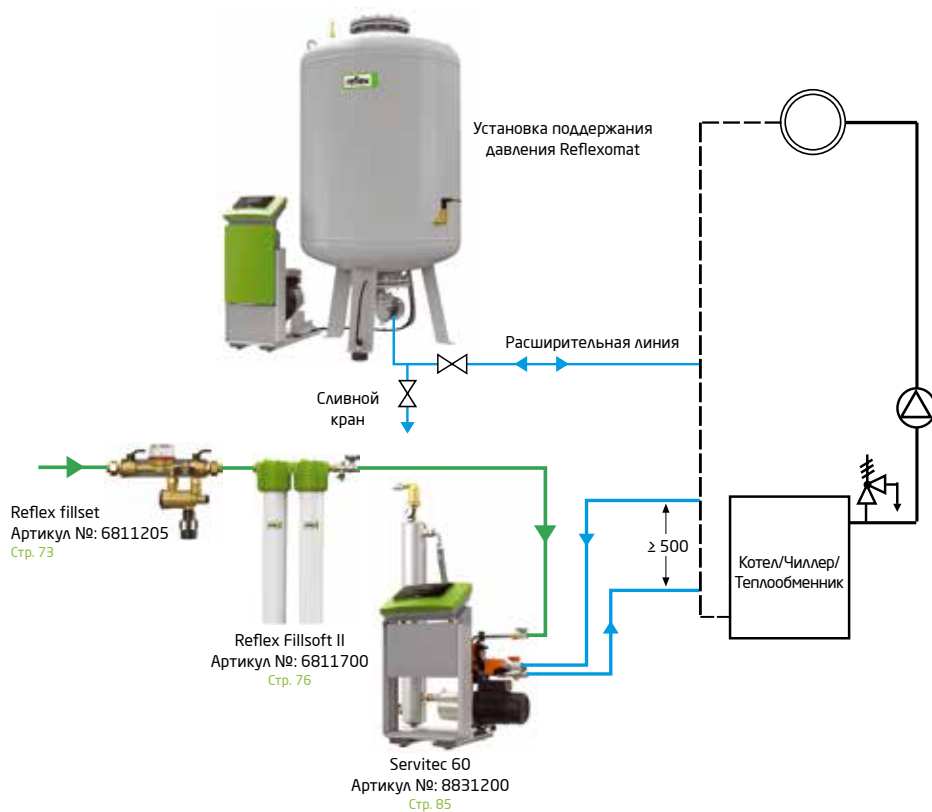 reflex
Установка поддержания
давления Reflexomat
Расширительная линия
Сливной
кран
Reflex fillset
Артикул №: 6811205
Стр. 73
≥ 500
Котел/Чиллер/
Теплообменник
Reflex Fillsoft II
Артикул №: 6811700
Стр. 76
Servitec 60
Артикул №: 8831200
Стр. 85